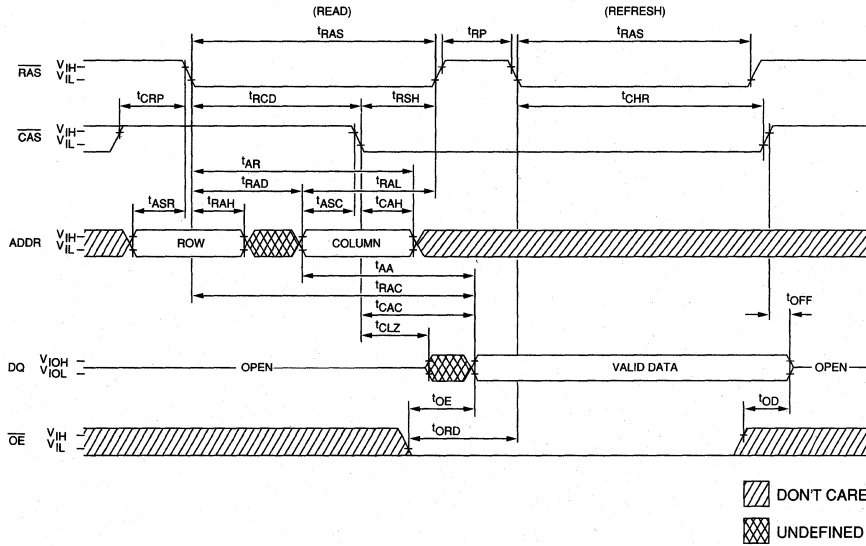 (READ) (REFRESH)
tRAS tRP tRAS
RAS VIH VIL
tCRP tRCD tRSH tCHR
CAS VIH VIL
tAR
tRAD tRAL
tASR tRAH tASC tCAH
ADDR VIH VIL ROW COLUMN
tAA
tRAC
tCAC tOFF
tCLZ
DQ VIOH VIOL OPEN VALID DATA OPEN
tOE tOD
tORD
OE VIH VIL
DON'T CARE
UNDEFINED